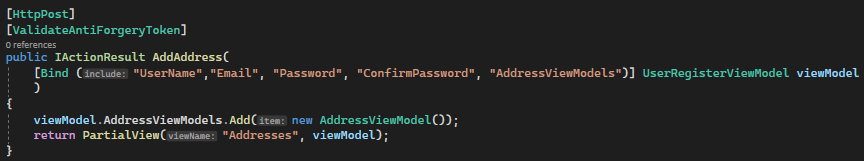 [HttpPost]
[ValidateAntiForgeryToken]
0 references
public IActionResult AddAddress(
[Bind (include: "UserName","Email", "Password", "ConfirmPassword", "AddressViewModels")] UserRegisterViewModel viewModel
)
{
viewModel.AddressViewModels.Add(item: new AddressViewModel());
return PartialView(viewName: "Addresses", viewModel);
}